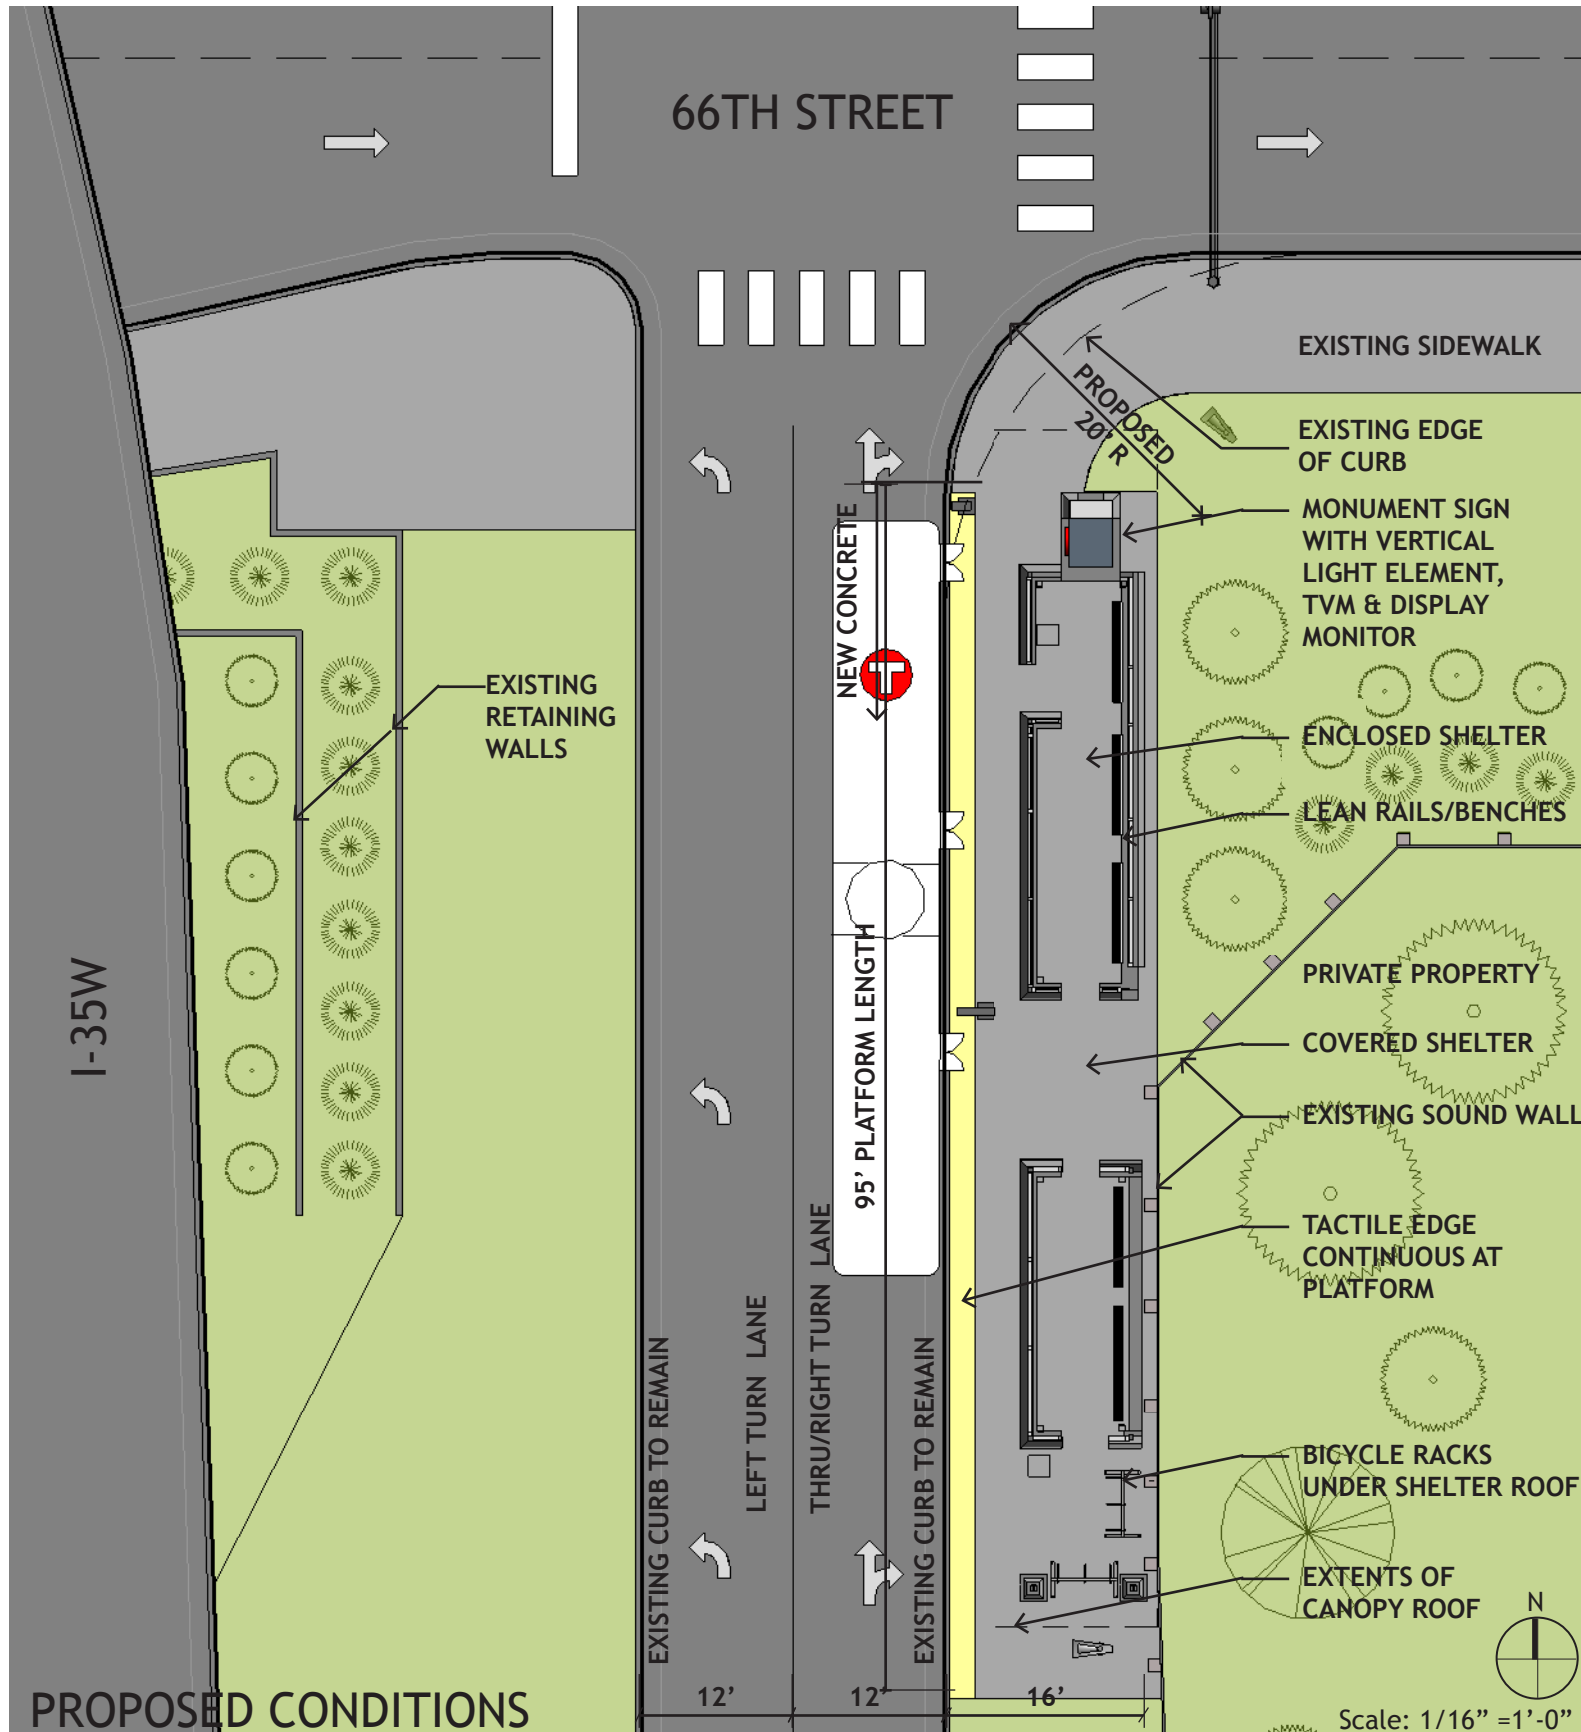 66TH STREET
EXISTING SIDEWALK
PROPOSED
20' R
EXISTING EDGE
OF CURB
MONUMENT SIGN
WITH VERTICAL
LIGHT ELEMENT,
TVM & DISPLAY
MONITOR
NEW CONCRETE
T
EXISTING
RETAINING
WALLS
ENCLOSED SHELTER
LEAN RAILS/BENCHES
I-35W
95' PLATFORM LENGTH
PRIVATE PROPERTY
COVERED SHELTER
EXISTING SOUND WALL
TACTILE EDGE
CONTINUOUS AT
PLATFORM
EXISTING CURB TO REMAIN
LEFT TURN LANE
THRU/RIGHT TURN LANE
EXISTING CURB TO REMAIN
BICYCLE RACKS
UNDER SHELTER ROOF
EXTENTS OF
CANOPY ROOF
N
12'
12'
16'
PROPOSED CONDITIONS
Scale: 1/16" =1'-0"